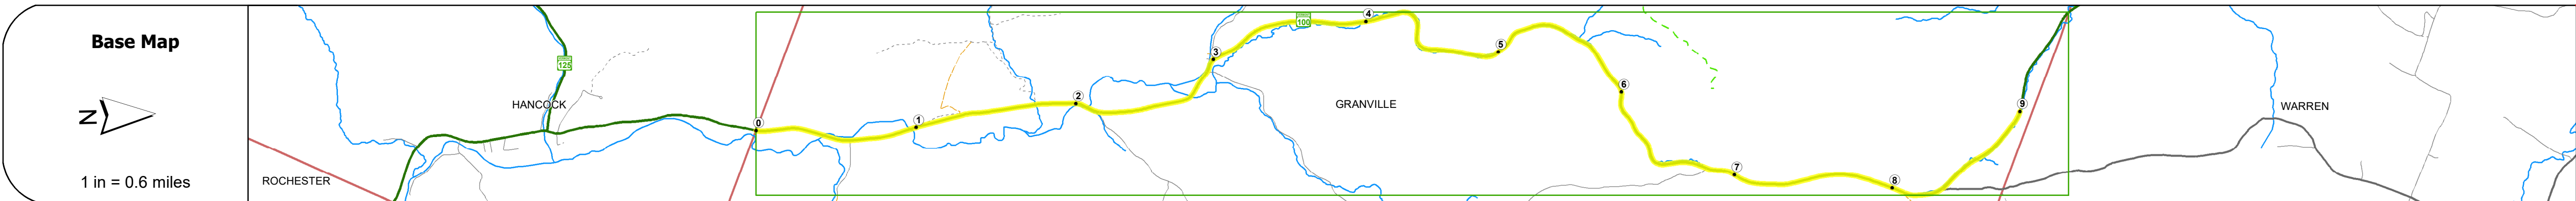 Base Map
N
1 in = 0.6 miles
ROCHESTER
HANCOCK
125
0
1
2
3
100
4
GRANVILLE
5
6
7
8
9
WARREN